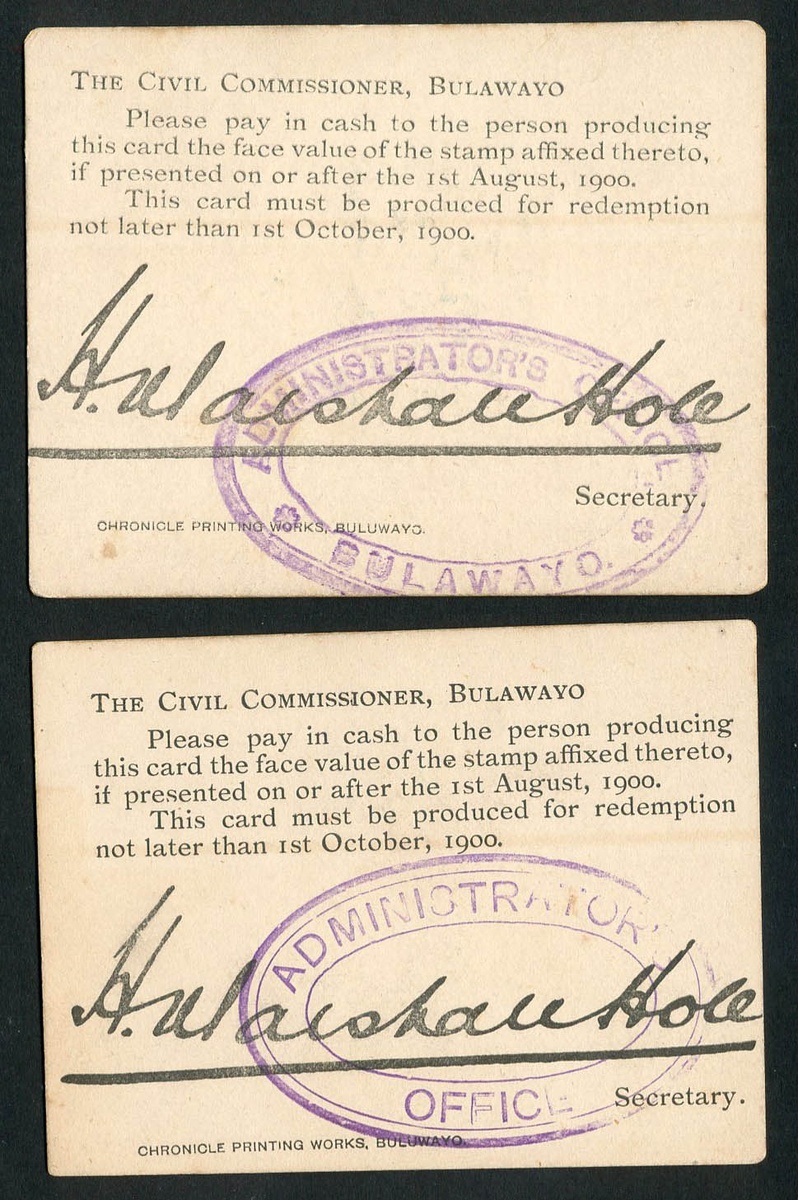 THE CIVIL COMMISSIONER, BULAWAYO
Please pay in cash to the person producing
this card the face value of the stamp affixed thereto,
if presented on or after the 1st August, 1900.
This card must be produced for redemption
not later than 1st October, 1900.
ADMINISTRATOR'S
H. Marshall Hole
Secretary.
CHRONICLE PRINTING WORKS, BULUWAYO.
BULAWAYO.
THE CIVIL COMMISSIONER, BULAWAYO
Please pay in cash to the person producing
this card the face value of the stamp affixed thereto,
if presented on or after the 1st August, 1900.
This card must be produced for redemption
not later than 1st October, 1900.
ADMINISTRATOR'S
H. Marshall Hole
OFFICE
Secretary.
CHRONICLE PRINTING WORKS, BULUWAYO.